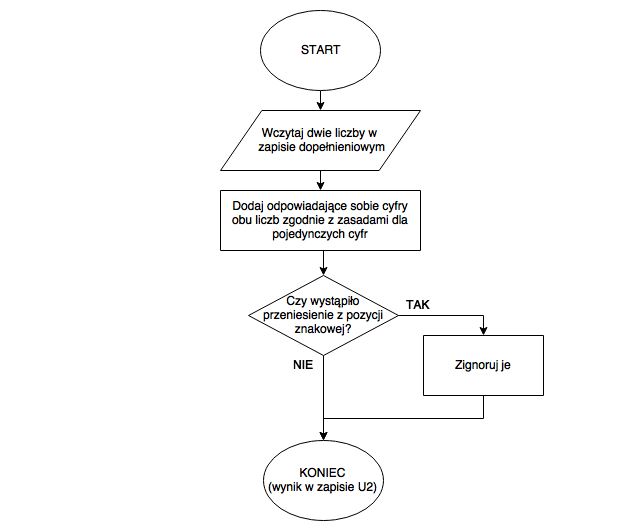 START
Wczytaj dwie liczby w
zapisie dopełnieniowym
Dodaj odpowiadające sobie cyfry
obu liczb zgodnie z zasadami dla
pojedynczych cyfr
Czy wystąpiło
przeniesienie z pozycji
znakowej?
TAK
Zignoruj je
NIE
KONIEC
(wynik w zapisie U2)